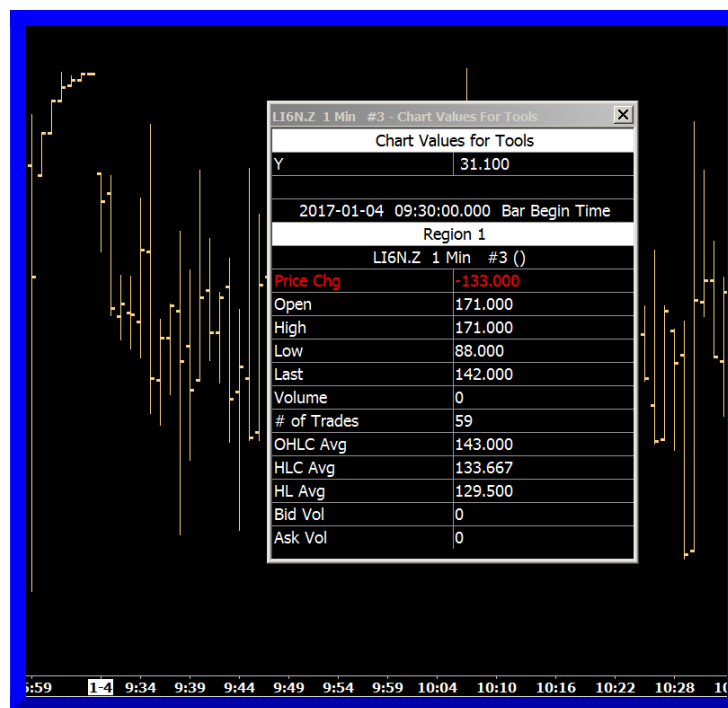 LI6N.Z 1 Min #3 - Chart Values For Tools
Chart Values for Tools
Y 31.100
2017-01-04 09:30:00.000 Bar Begin Time
Region 1
LI6N.Z 1 Min #3 ()
Price Chg -133.000
Open 171.000
High 171.000
Low 88.000
Last 142.000
Volume 0
# of Trades 59
OHLC Avg 143.000
HLC Avg 133.667
HL Avg 129.500
Bid Vol 0
Ask Vol 0
:59 1-4 9:34 9:39 9:44 9:49 9:54 9:59 10:04 10:10 10:16 10:22 10:28